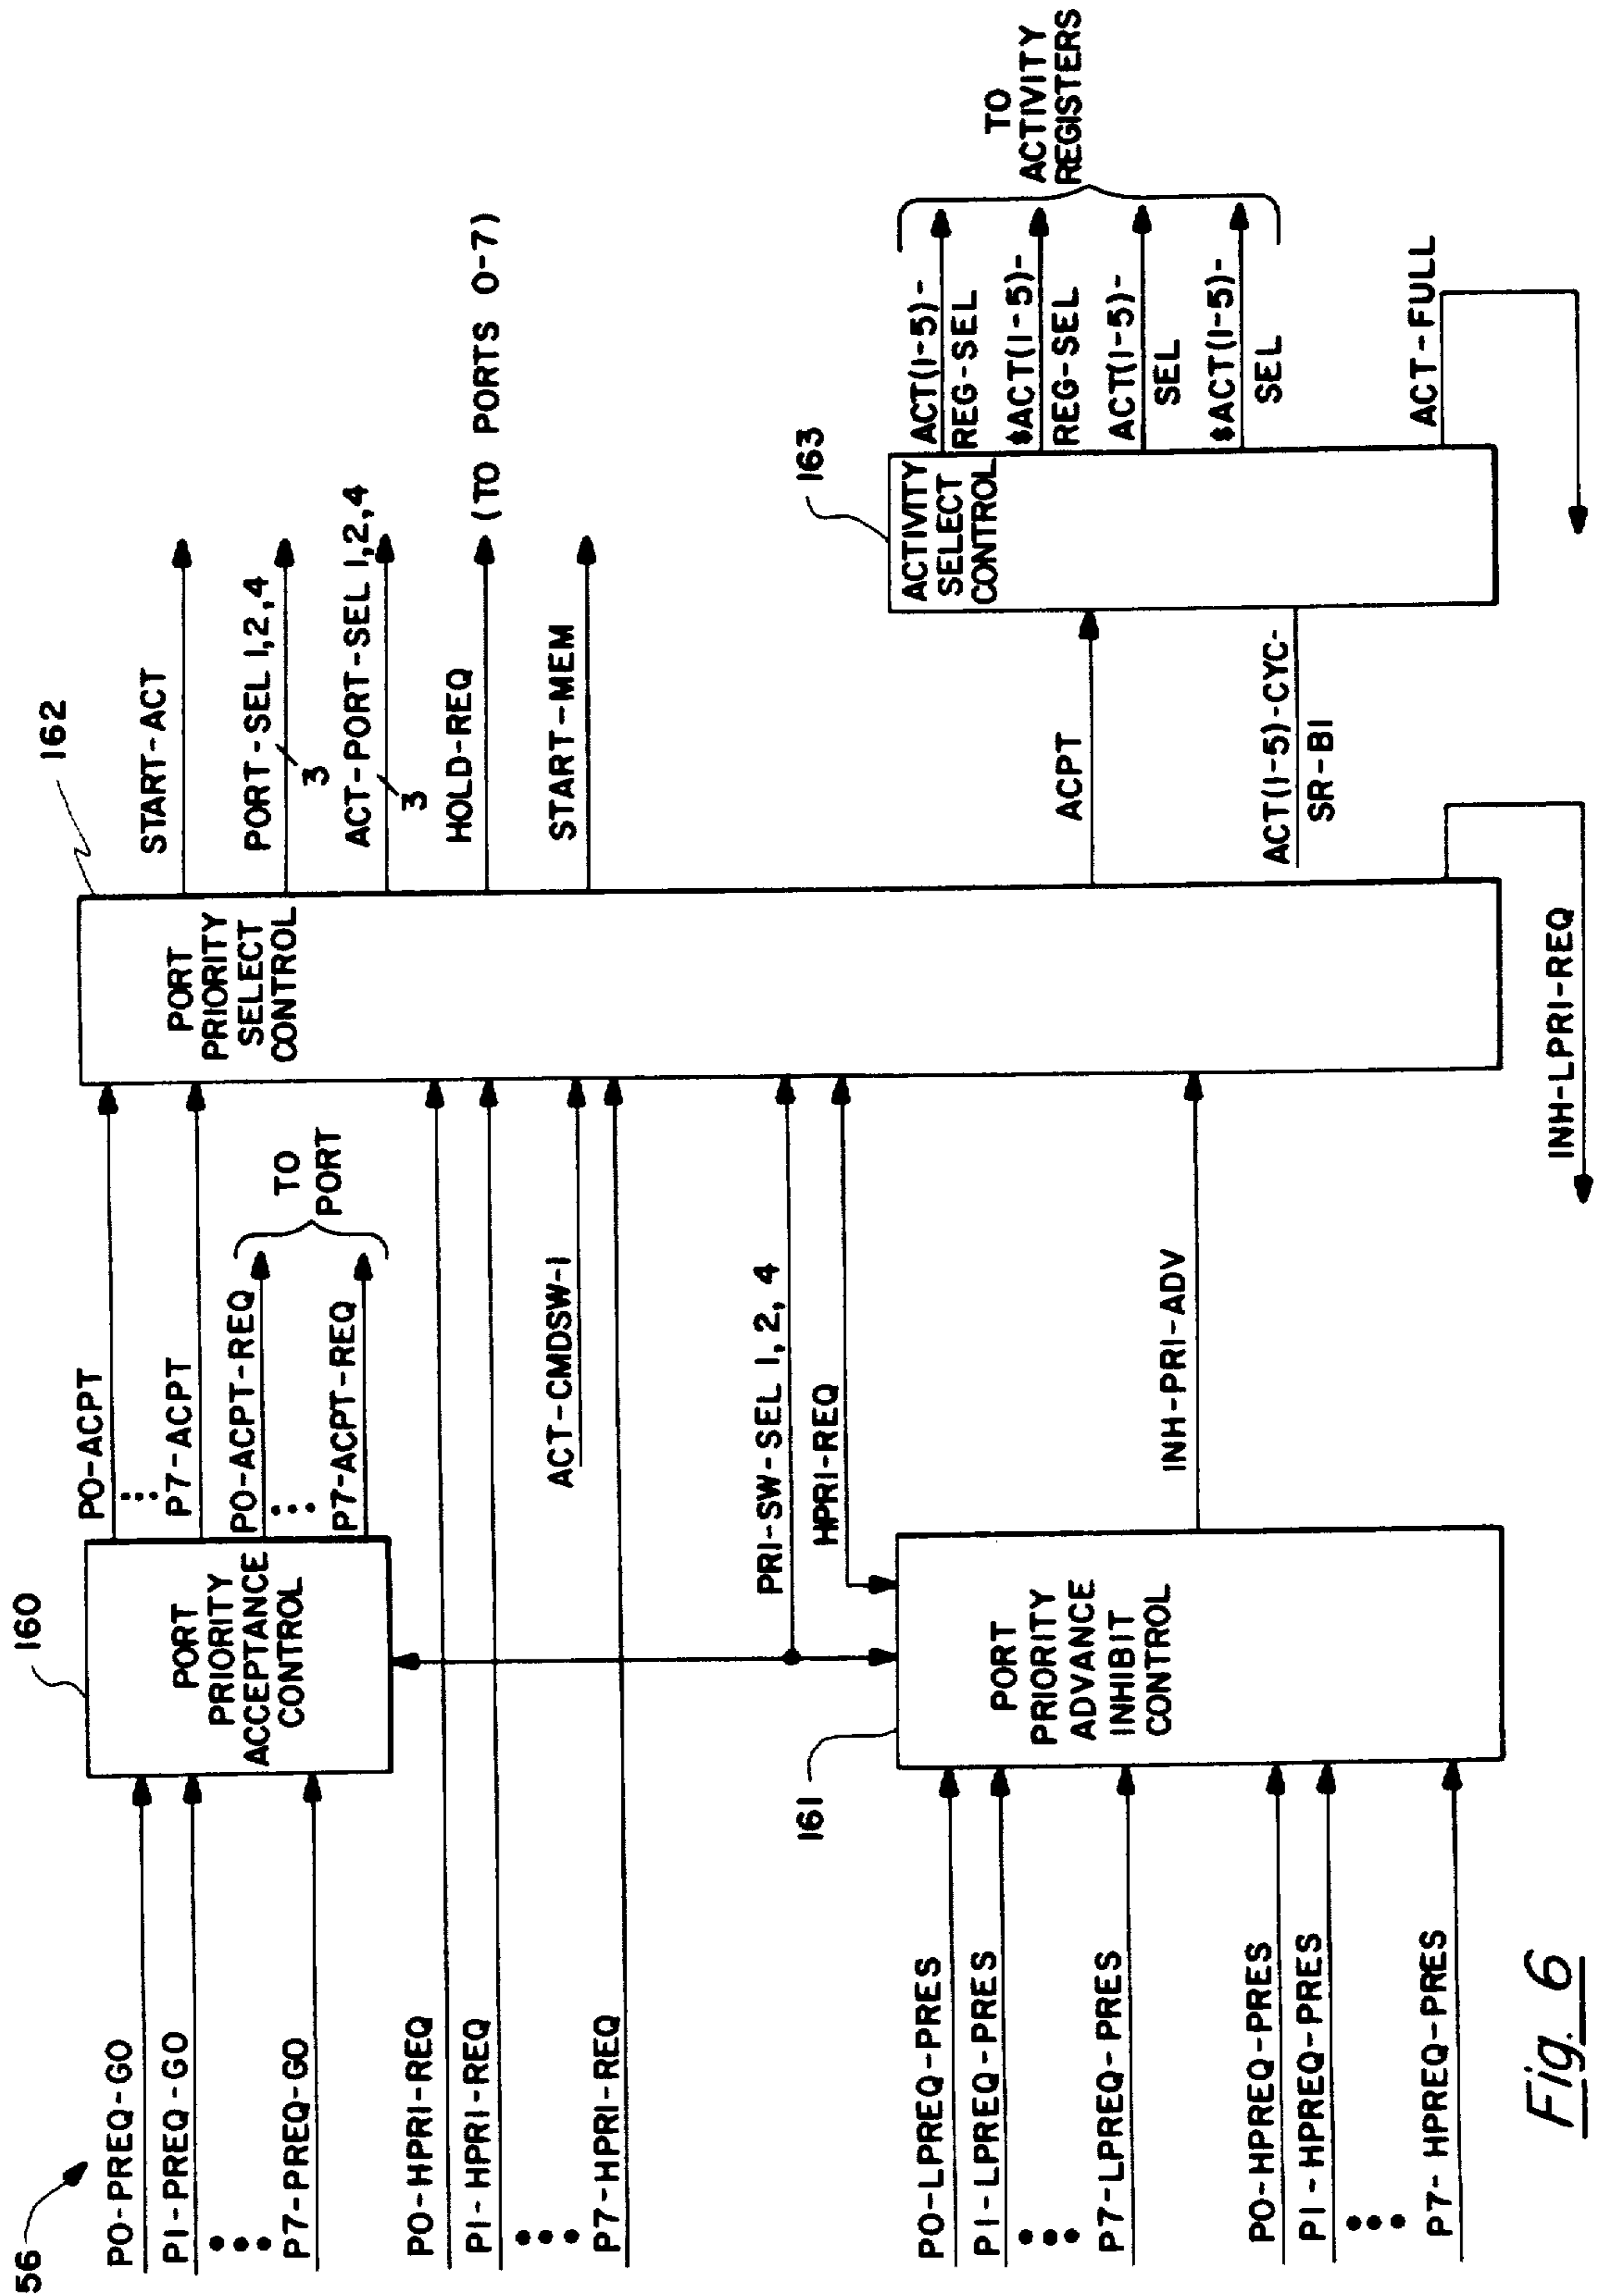 56
P0-PREQ-GO
P1-PREQ-GO
P7-PREQ-GO
P0-HPRI-REQ
P1-HPRI-REQ
P7-HPRI-REQ
P0-LPREQ-PRES
P1-LPREQ-PRES
P7-LPREQ-PRES
P0-HPREQ-PRES
P1-HPREQ-PRES
P7-HPREQ-PRES
160
PORT
PRIORITY
ACCEPTANCE
CONTROL
161
PORT
PRIORITY
ADVANCE
INHIBIT
CONTROL
P0-ACPT
P7-ACPT
P0-ACPT-REQ
P7-ACPT-REQ
TO
PORT
ACT-CMDSW-1
PRI-SW-SEL 1, 2, 4
HPRI-REQ
INH-PRI-ADV
162
PORT
PRIORITY
SELECT
CONTROL
INH-LPRI-REQ
START-ACT
PORT-SEL 1,2,4
3
ACT-PORT-SEL 1,2,4
3
HOLD-REQ
(TO PORTS 0-7)
START-MEM
ACPT
ACT(1-5)-CYC-
SR-B1
163
ACTIVITY
SELECT
CONTROL
ACT(1-5)-
REG-SEL
$ACT(1-5)-
REG-SEL
ACT(1-5)-
SEL
$ACT(1-5)-
SEL
ACT-FULL
TO
ACTIVITY
REGISTERS
Fig. 6